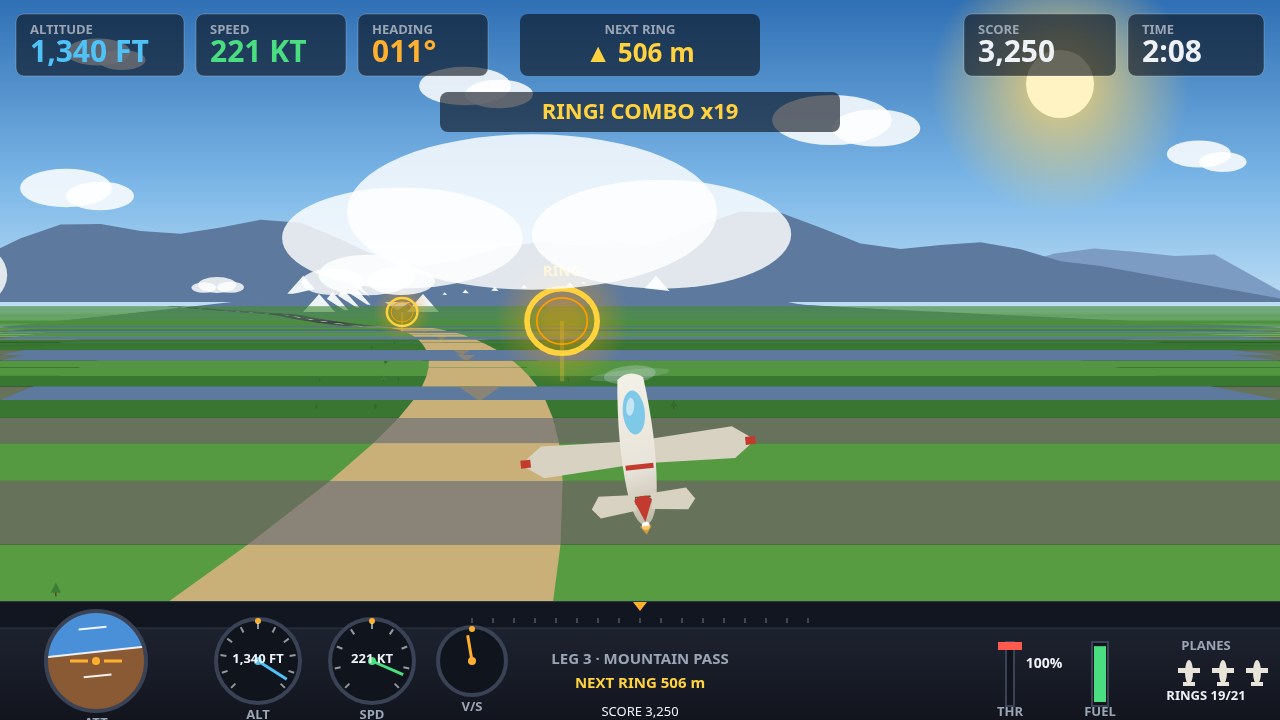 ALTITUDE
1,340 FT
SPEED
221 KT
HEADING
011°
NEXT RING
▲ 506 m
SCORE
3,250
TIME
2:08
RING! COMBO x19
RING
1,340 FT
ALT
221 KT
SPD
V/S
LEG 3 · MOUNTAIN PASS
NEXT RING 506 m
SCORE 3,250
100%
THR
FUEL
PLANES
RINGS 19/21